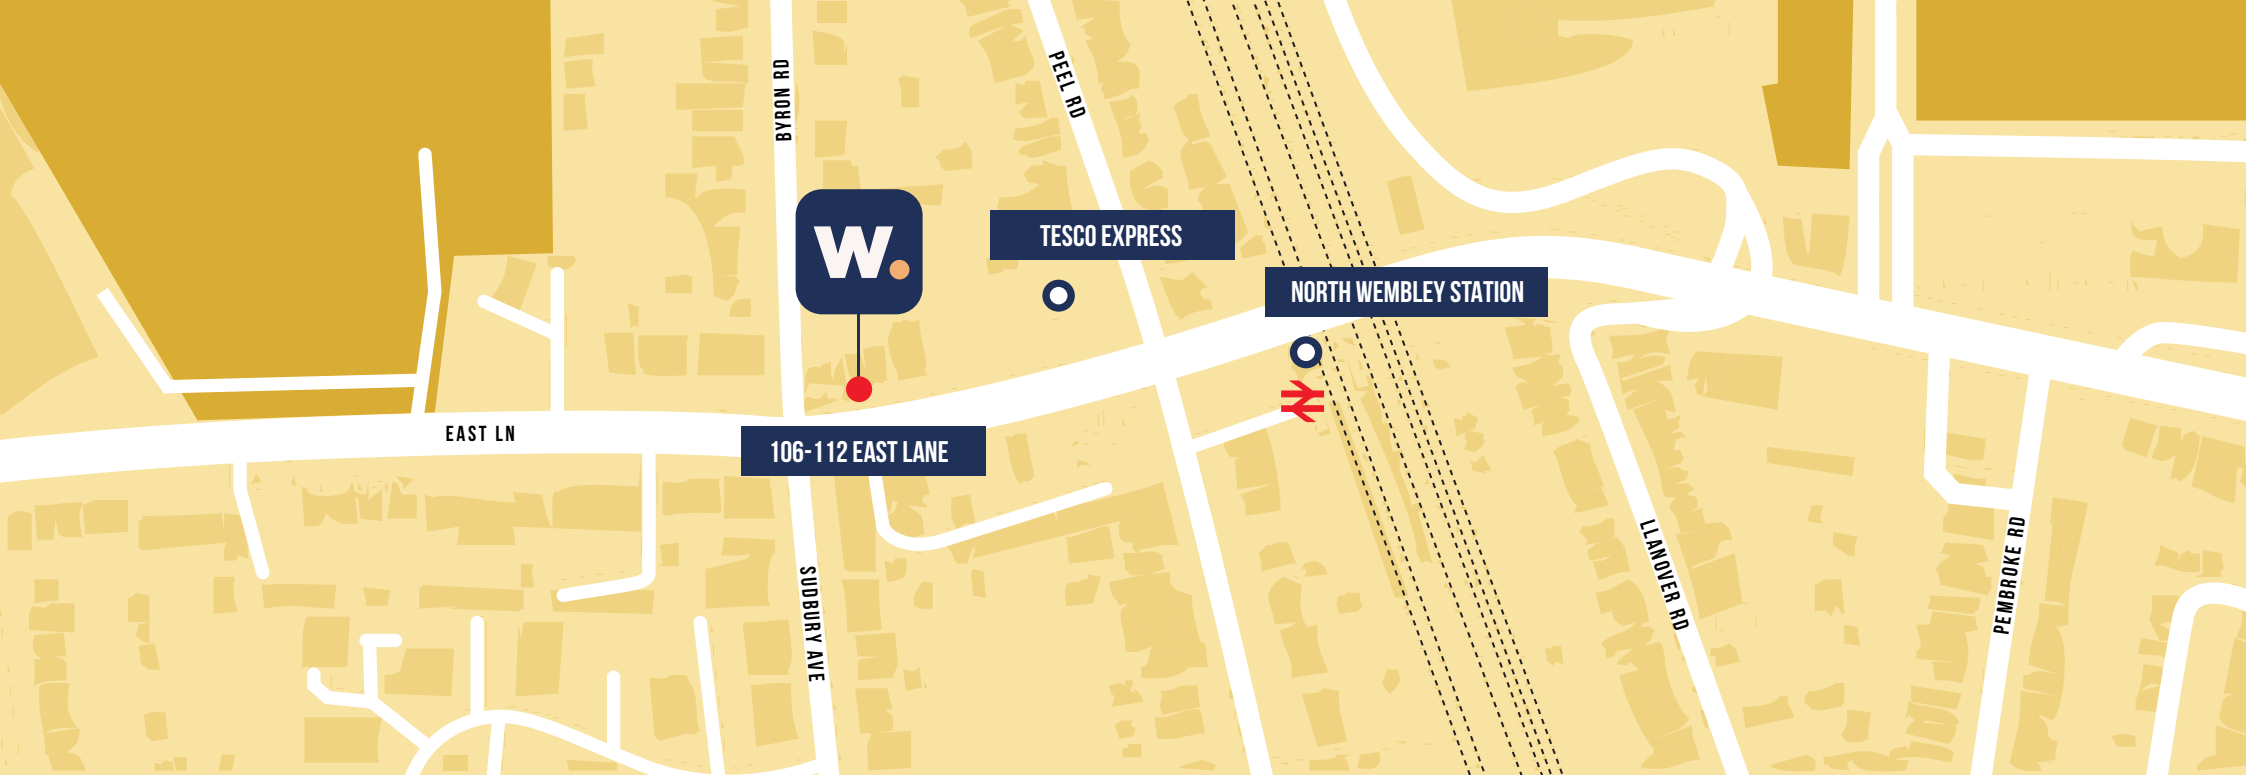 BYRON RD
PEEL RD
W.
TESCO EXPRESS
NORTH WEMBLEY STATION
EAST LN
106-112 EAST LANE
SUDBURY AVE
LLANOVER RD
PEMBROKE RD